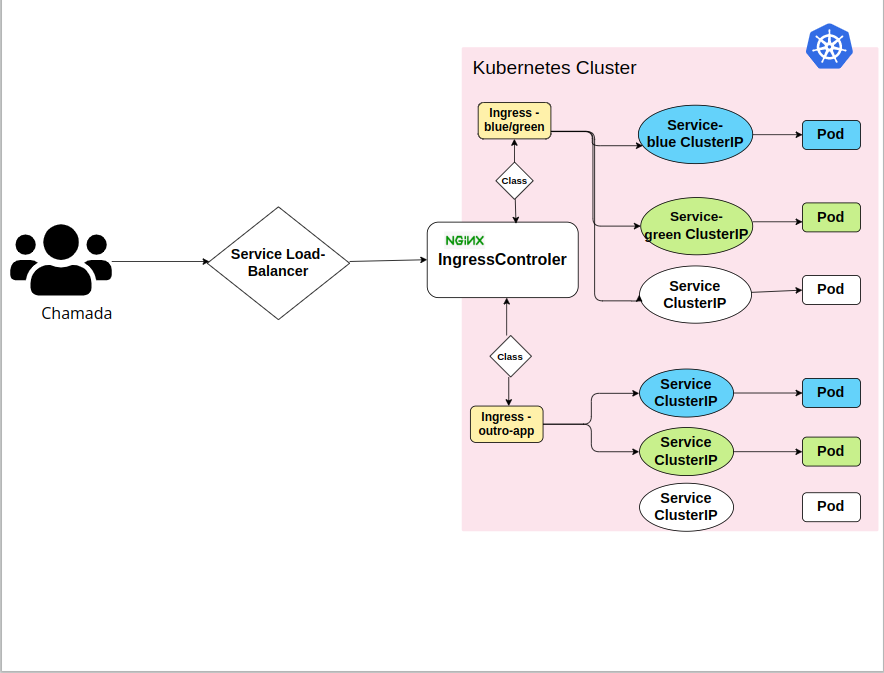 Kubernetes Cluster
Ingress -
blue/green
Service-
blue ClusterIP
Pod
Class
Service-
green ClusterIP
Pod
NGINX
IngressControler
Service Load-
Balancer
Chamada
Service
ClusterIP
Pod
Class
Service
ClusterIP
Pod
Ingress -
outro-app
Service
ClusterIP
Pod
Service
ClusterIP
Pod